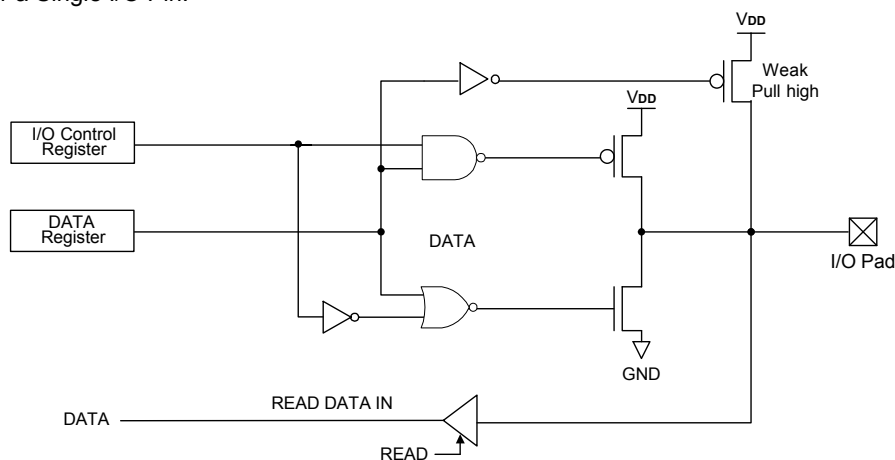 VDD
Weak
Pull high
VDD
I/O Control
Register
DATA
Register
DATA
I/O Pad
GND
READ DATA IN
DATA
READ